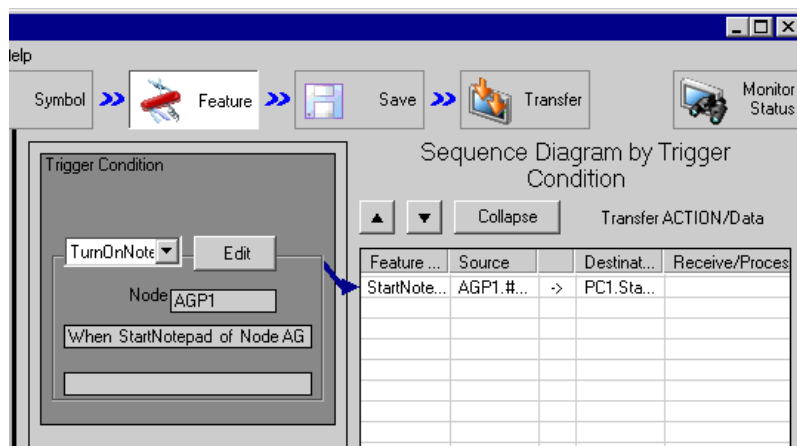 Help
Symbol
Feature
Save
Transfer
Monitor
Status
Trigger Condition
TurnOnNote
Edit
Node
AGP1
When StartNotepad of Node AG
Sequence Diagram by Trigger
Condition
Collapse
Transfer ACTION/Data
Feature ... Source Destinat... Receive/Proces
StartNote... AGP1.#... -> PC1.Sta...